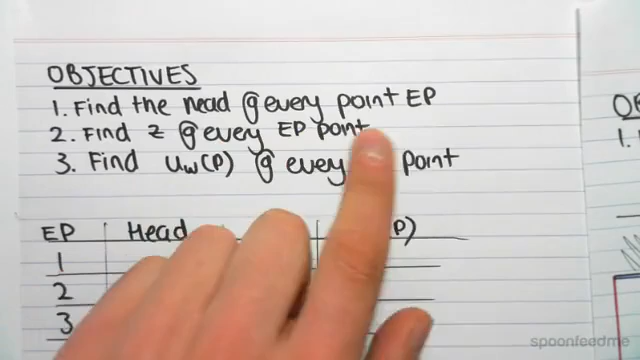 OBJECTIVES
1. Find the head @ every point EP
2. Find z @ every EP point
3. Find uw(P) @ every point
EP Head P)
1
2
3
1.
spoonfeedme